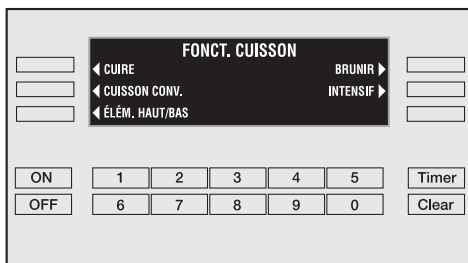 FONCT. CUISSON
CUIRE BRUNIR
CUISSON CONV. INTENSIF
ÉLÉM. HAUT/BAS
ON 1 2 3 4 5 Timer
OFF 6 7 8 9 0 Clear